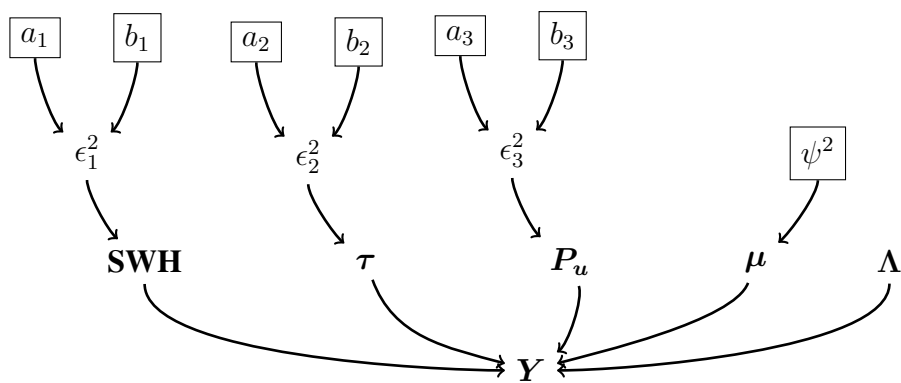 a₁ b₁ a₂ b₂ a₃ b₃
ϵ₁² ϵ₂² ϵ₃² ψ²
SWH τ Pᵤ μ Λ
Y